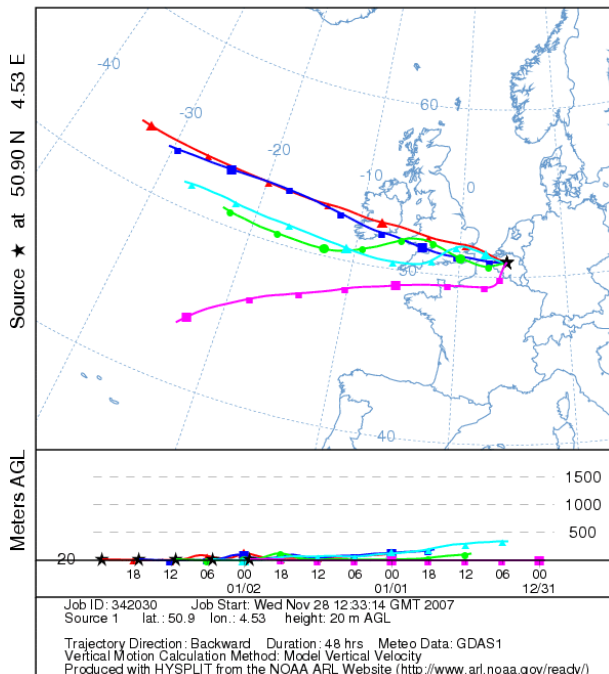 Source ★ at 50.90 N 4.53 E
-40
-30
-20
-10
0
60
50
40
Meters AGL
1500
1000
500
20
18 12 06 00 18 12 06 00 18 12 06 00
01/02 01/01 12/31
Job ID: 342030 Job Start: Wed Nov 28 12:33:14 GMT 2007
Source 1 lat.: 50.9 lon.: 4.53 height: 20 m AGL
Trajectory Direction: Backward Duration: 48 hrs Meteo Data: GDAS1
Vertical Motion Calculation Method: Model Vertical Velocity
Produced with HYSPLIT from the NOAA ARL Website (http://www.arl.noaa.gov/ready/)